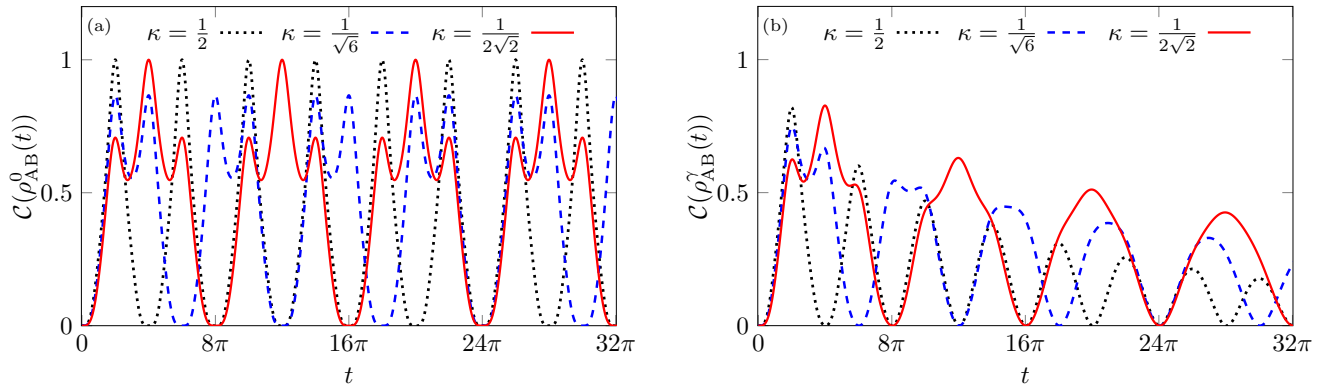 (a) κ = 1/2 κ = 1/√6 κ = 1/2√2
1
0.5
0
C(ρ⁰_AB(t))
0 8π 16π 24π 32π
t
(b) κ = 1/2 κ = 1/√6 κ = 1/2√2
1
0.5
0
C(ρ^γ_AB(t))
0 8π 16π 24π 32π
t